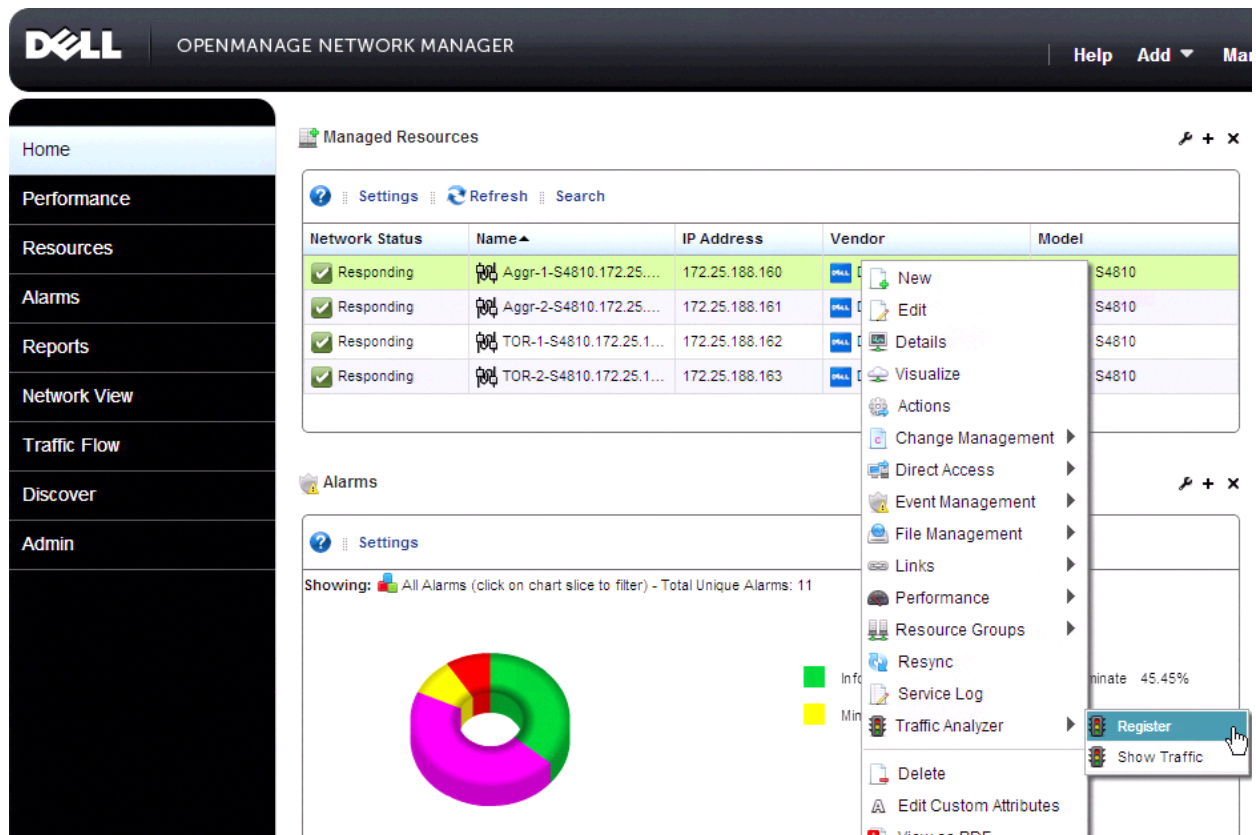 DELL OPENMANAGE NETWORK MANAGER Help Add
Home
Performance
Resources
Alarms
Reports
Network View
Traffic Flow
Discover
Admin
Managed Resources
Settings Refresh Search
Network Status Name IP Address Vendor Model
Responding Aggr-1-S4810.172.25.... 172.25.188.160 S4810
Responding Aggr-2-S4810.172.25.... 172.25.188.161 S4810
Responding TOR-1-S4810.172.25.1... 172.25.188.162 S4810
Responding TOR-2-S4810.172.25.1... 172.25.188.163 S4810
Alarms
Settings
Showing: All Alarms (click on chart slice to filter) - Total Unique Alarms: 11
45.45%
New
Edit
Details
Visualize
Actions
Change Management
Direct Access
Event Management
File Management
Links
Performance
Resource Groups
Resync
Service Log
Traffic Analyzer
Register
Show Traffic
Delete
Edit Custom Attributes
View as PDF